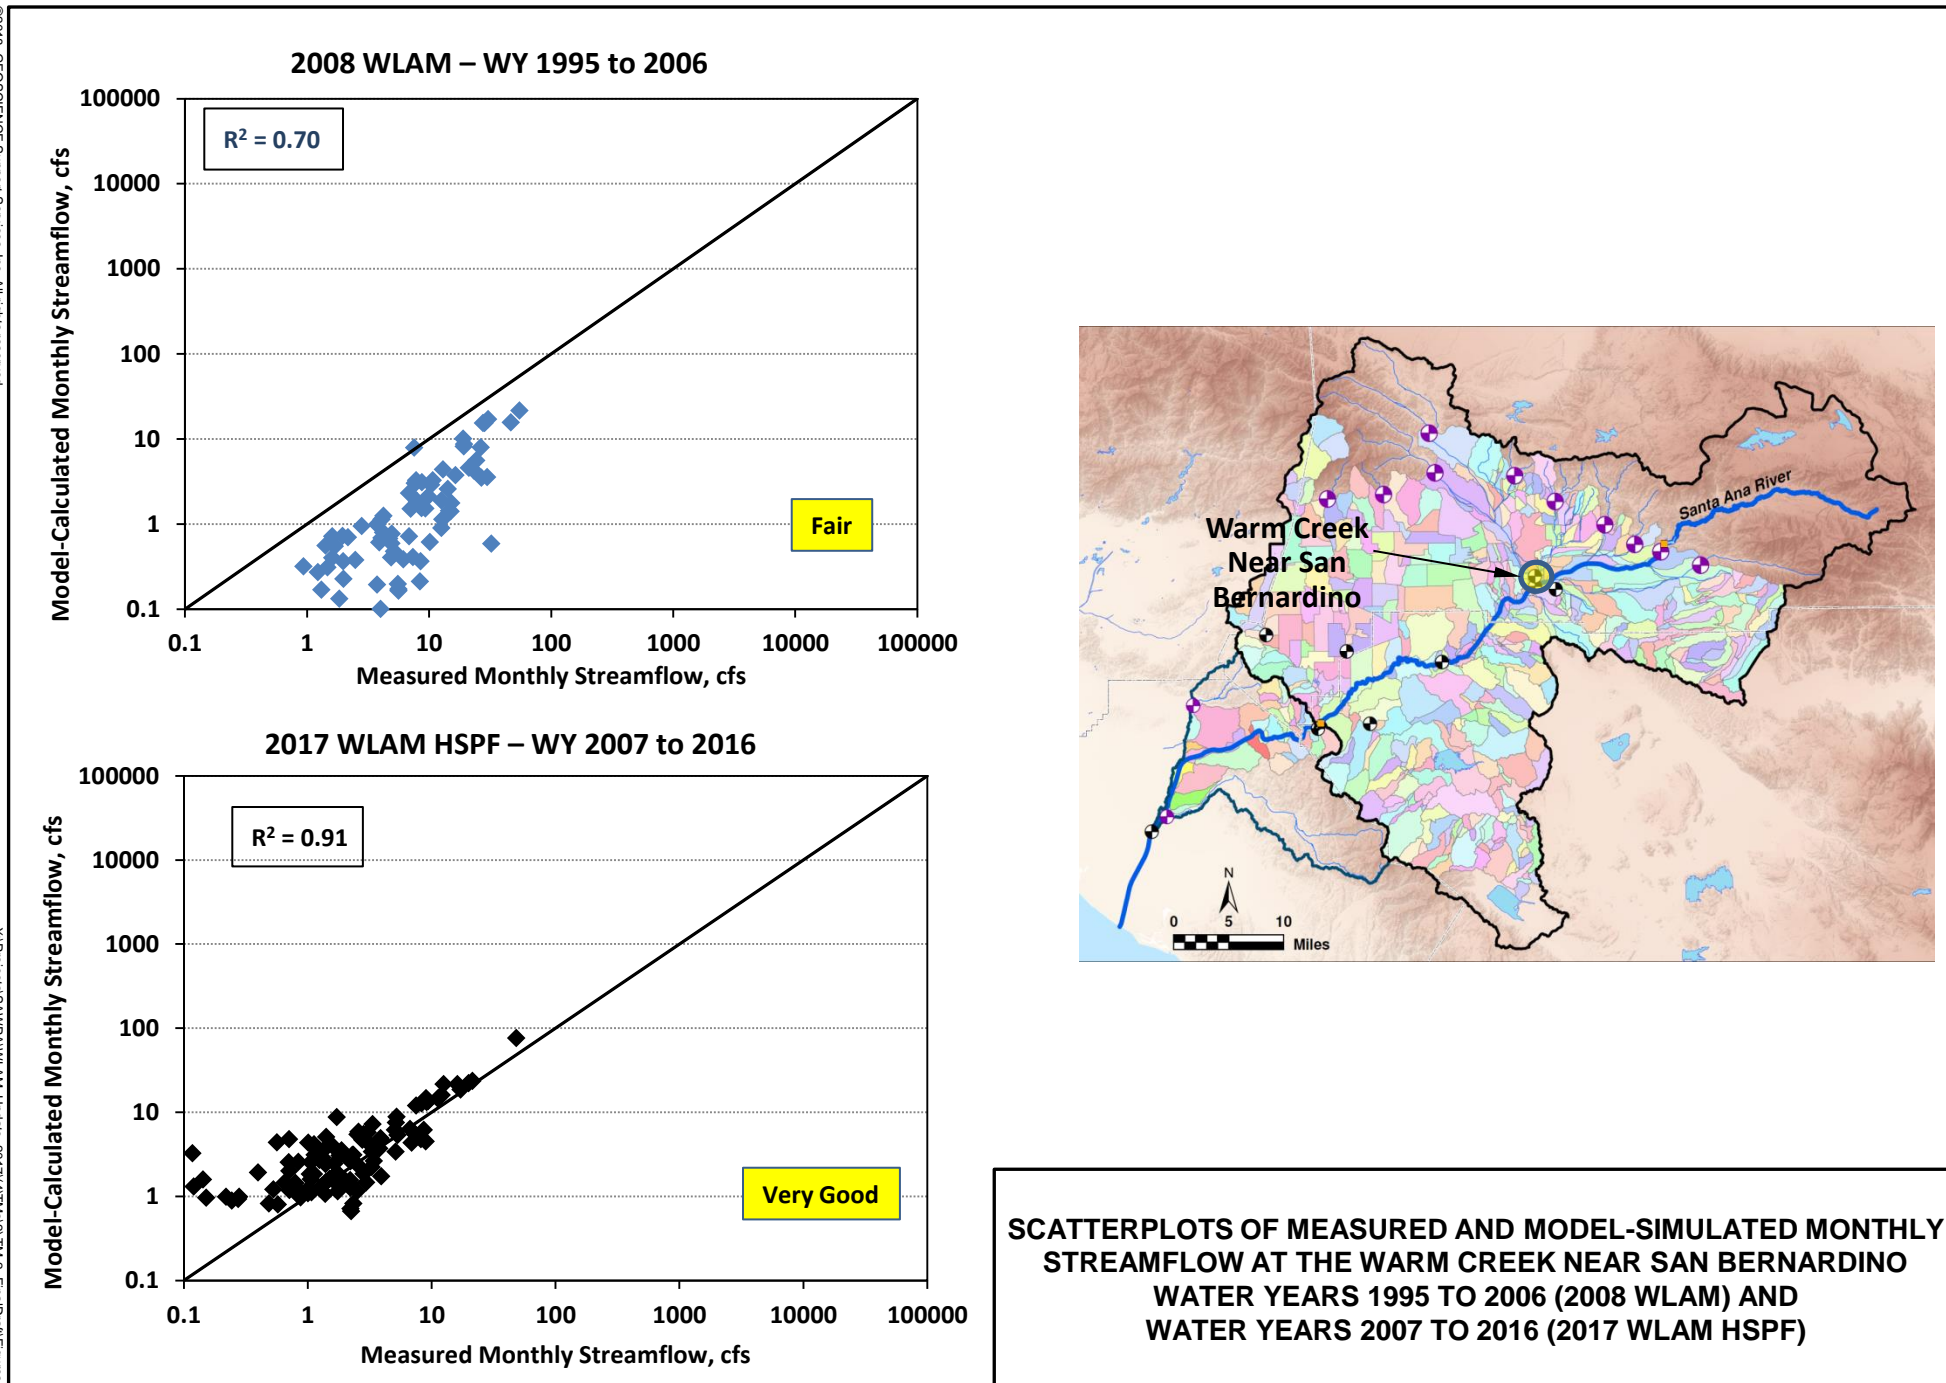 2008 WLAM – WY 1995 to 2006
R² = 0.70
Model-Calculated Monthly Streamflow, cfs
100000
10000
1000
100
10
1
0.1
Fair
0.1 1 10 100 1000 10000 100000
Measured Monthly Streamflow, cfs
2017 WLAM HSPF – WY 2007 to 2016
R² = 0.91
Model-Calculated Monthly Streamflow, cfs
100000
10000
1000
100
10
1
0.1
Very Good
0.1 1 10 100 1000 10000 100000
Measured Monthly Streamflow, cfs
Santa Ana River
Warm Creek
Near San
Bernardino
N
0 5 10
Miles
SCATTERPLOTS OF MEASURED AND MODEL-SIMULATED MONTHLY
STREAMFLOW AT THE WARM CREEK NEAR SAN BERNARDINO
WATER YEARS 1995 TO 2006 (2008 WLAM) AND
WATER YEARS 2007 TO 2016 (2017 WLAM HSPF)